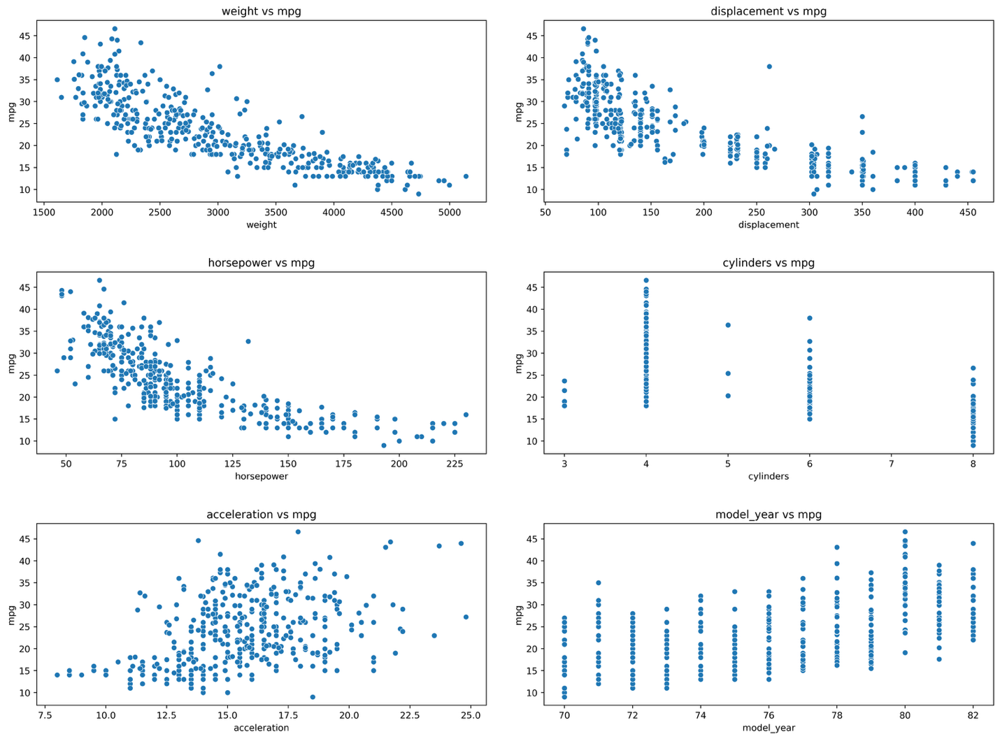 weight vs mpg
45
40
35
30
25
20
15
10
mpg
1500 2000 2500 3000 3500 4000 4500 5000
weight
displacement vs mpg
45
40
35
30
25
20
15
10
mpg
50 100 150 200 250 300 350 400 450
displacement
horsepower vs mpg
45
40
35
30
25
20
15
10
mpg
50 75 100 125 150 175 200 225
horsepower
cylinders vs mpg
45
40
35
30
25
20
15
10
mpg
3 4 5 6 7 8
cylinders
acceleration vs mpg
45
40
35
30
25
20
15
10
mpg
7.5 10.0 12.5 15.0 17.5 20.0 22.5 25.0
acceleration
model_year vs mpg
45
40
35
30
25
20
15
10
mpg
70 72 74 76 78 80 82
model_year